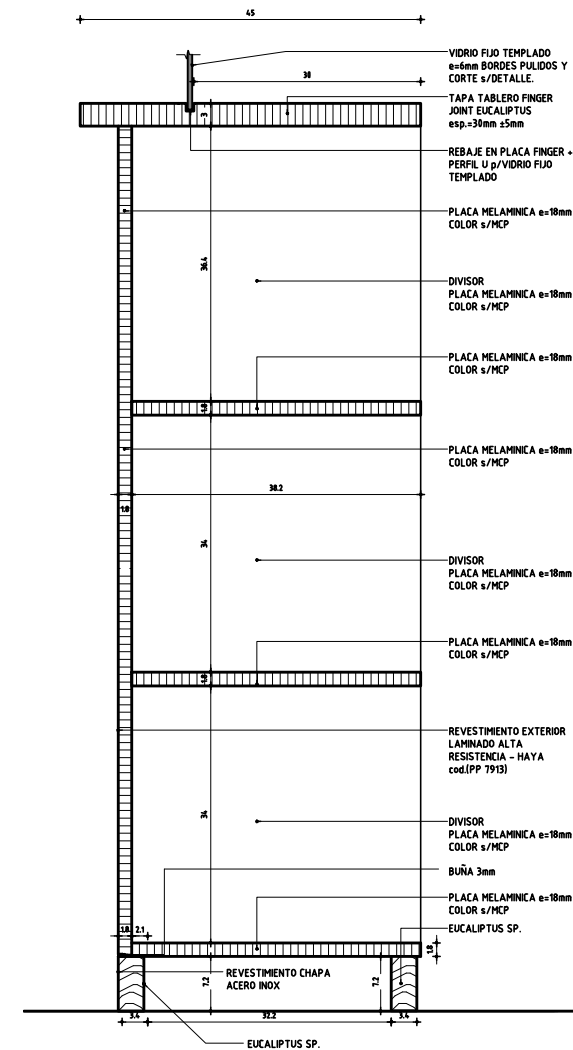 45
VIDRIO FIJO TEMPLADO
e=6mm BORDES PULIDOS Y
CORTE s/DETALLE.
30
TAPA TABLERO FINGER
JOINT EUCALIPTUS
esp.=30mm ±5mm
3
REBAJE EN PLACA FINGER +
PERFIL U p/VIDRIO FIJO
TEMPLADO
PLACA MELAMINICA e=18mm
COLOR s/MCP
36.4
DIVISOR
PLACA MELAMINICA e=18mm
COLOR s/MCP
PLACA MELAMINICA e=18mm
COLOR s/MCP
1.8
PLACA MELAMINICA e=18mm
COLOR s/MCP
38.2
1.8
34
DIVISOR
PLACA MELAMINICA e=18mm
COLOR s/MCP
PLACA MELAMINICA e=18mm
COLOR s/MCP
1.8
REVESTIMIENTO EXTERIOR
LAMINADO ALTA
RESISTENCIA - HAYA
cod.(PP 7913)
34
DIVISOR
PLACA MELAMINICA e=18mm
COLOR s/MCP
BUÑA 3mm
PLACA MELAMINICA e=18mm
COLOR s/MCP
EUCALIPTUS SP.
1.8 2.1
1.8
REVESTIMIENTO CHAPA
ACERO INOX
7.2
7.2
3.4
32.2
3.4
EUCALIPTUS SP.